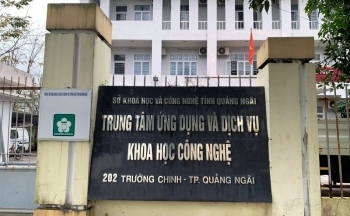 SỞ KHOA HỌC VÀ CÔNG NGHỆ TỈNH QUẢNG NGÃI
TRUNG TÂM ỨNG DỤNG VÀ DỊCH VỤ
KHOA HỌC CÔNG NGHỆ
202 TRƯỜNG CHINH - TP. QUẢNG NGÃI